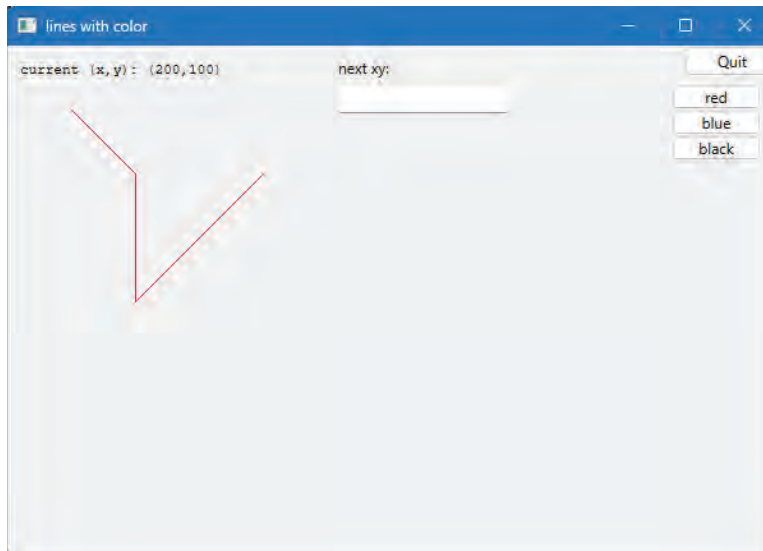 lines with color
current (x,y): (200,100)
next xy:
Quit
red
blue
black